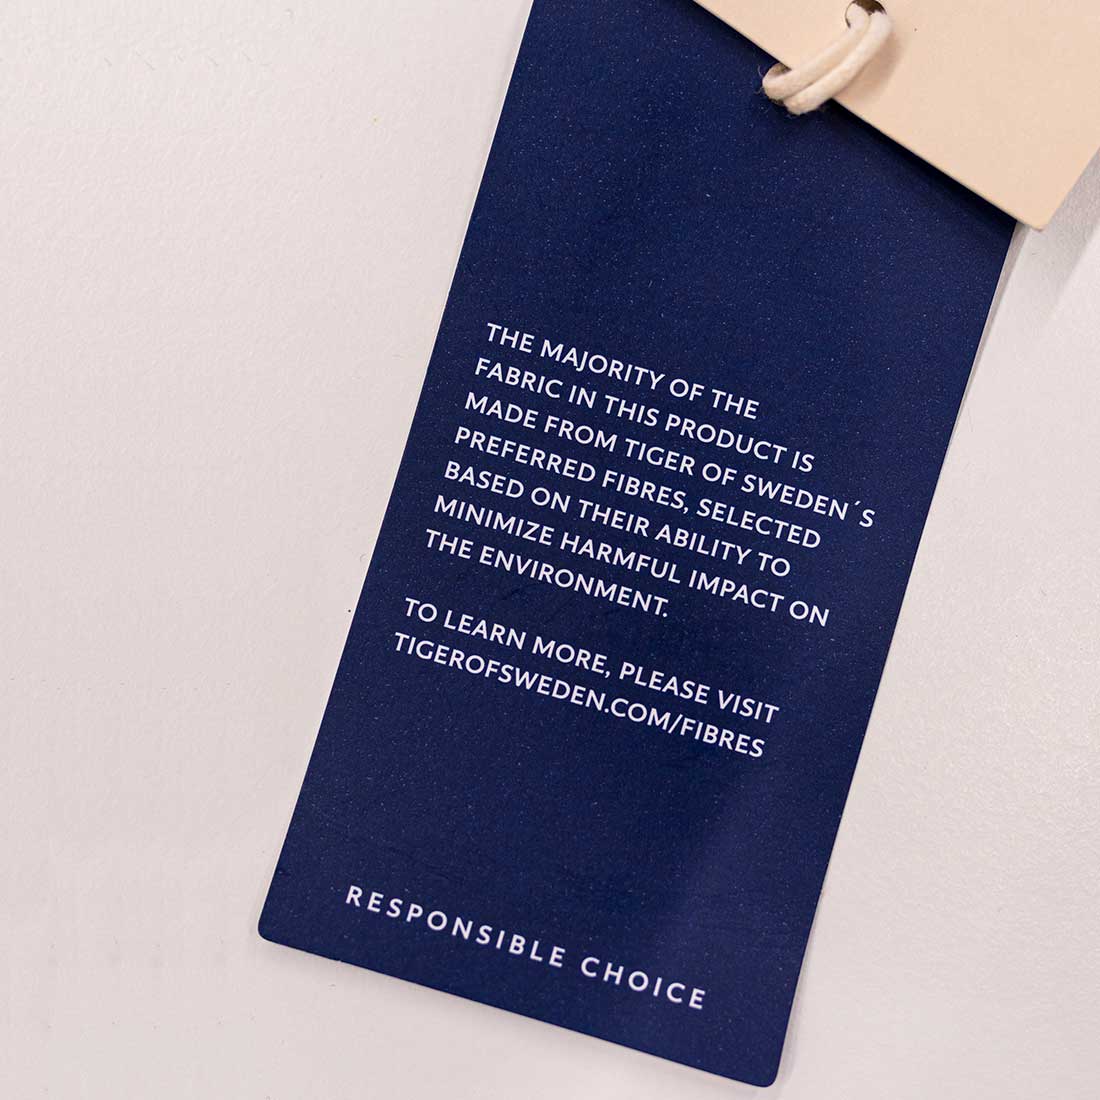 THE MAJORITY OF THE
FABRIC IN THIS PRODUCT IS
MADE FROM TIGER OF SWEDEN´S
PREFERRED FIBRES, SELECTED
BASED ON THEIR ABILITY TO
MINIMIZE HARMFUL IMPACT ON
THE ENVIRONMENT.
TO LEARN MORE, PLEASE VISIT
TIGEROFSWEDEN.COM/FIBRES
RESPONSIBLE CHOICE